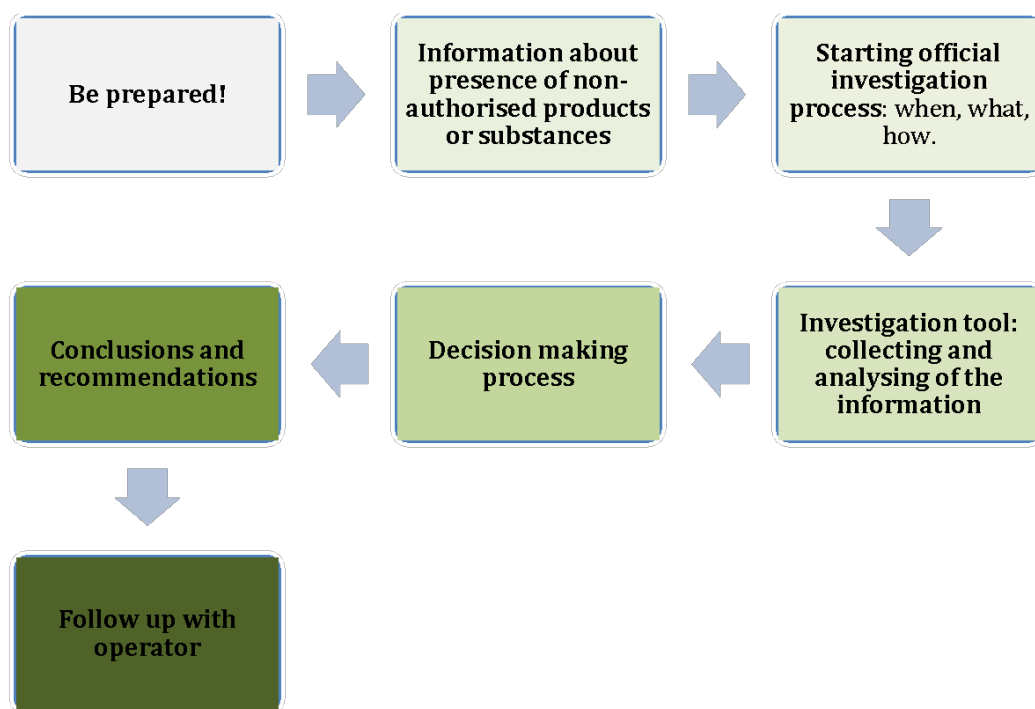 Be prepared!
Information about
presence of non-
authorised products
or substances
Starting official
investigation
process: when, what,
how.
Investigation tool:
collecting and
analysing of the
information
Decision making
process
Conclusions and
recommendations
Follow up with
operator